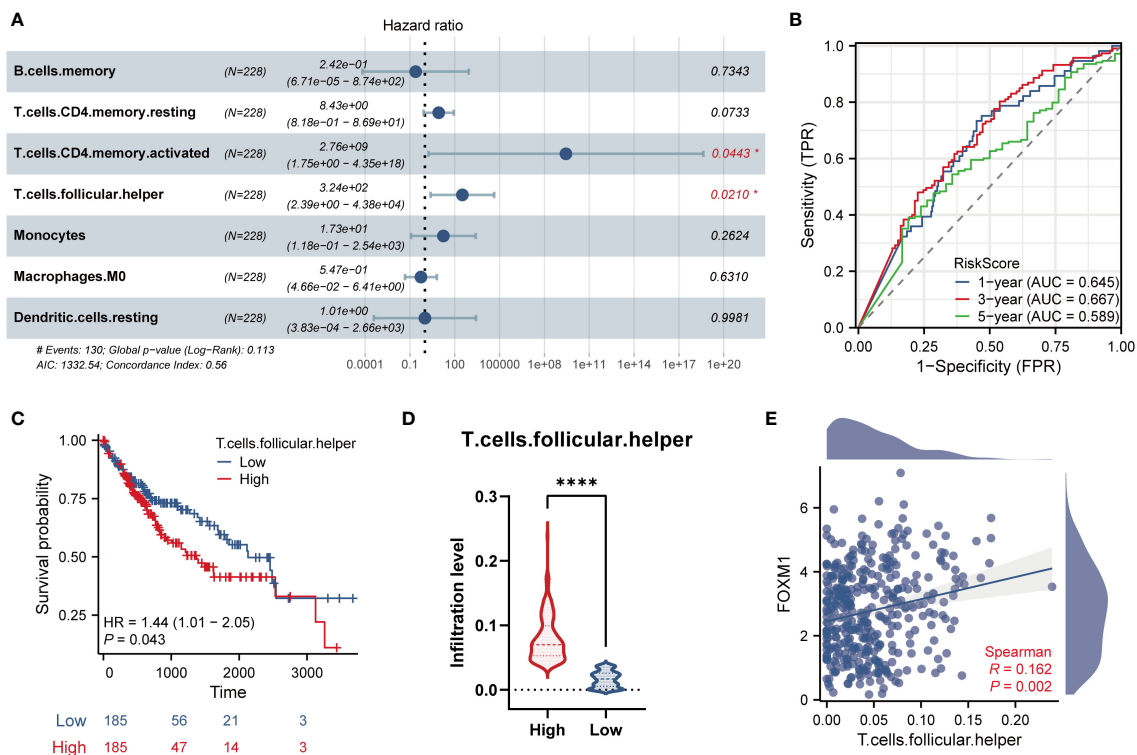 A
Hazard ratio
B.cells.memory (N=228) 2.42e−01 (6.71e−05 − 8.74e+02) 0.7343
T.cells.CD4.memory.resting (N=228) 8.43e+00 (8.18e−01 − 8.69e+01) 0.0733
T.cells.CD4.memory.activated (N=228) 2.76e+09 (1.75e+00 − 4.35e+18) 0.0443 *
T.cells.follicular.helper (N=228) 3.24e+02 (2.39e+00 − 4.38e+04) 0.0210 *
Monocytes (N=228) 1.73e+01 (1.18e−01 − 2.54e+03) 0.2624
Macrophages.M0 (N=228) 5.47e−01 (4.66e−02 − 6.41e+00) 0.6310
Dendritic.cells.resting (N=228) 1.01e+00 (3.83e−04 − 2.66e+03) 0.9981
# Events: 130; Global p−value (Log−Rank): 0.113
AIC: 1332.54; Concordance Index: 0.56
0.0001 0.1 100 100000 1e+08 1e+11 1e+14 1e+17 1e+20
B
Sensitivity (TPR)
1.0
0.8
0.6
0.4
0.2
0.0
RiskScore
1−year (AUC = 0.645)
3−year (AUC = 0.667)
5−year (AUC = 0.589)
0.00 0.25 0.50 0.75 1.00
1−Specificity (FPR)
C
Survival probability
1.00
0.75
0.50
0.25
T.cells.follicular.helper
Low
High
HR = 1.44 (1.01 − 2.05)
P = 0.043
0 1000 2000 3000
Time
Low 185 56 21 3
High 185 47 14 3
D
T.cells.follicular.helper
Infiltration level
0.3
0.2
0.1
0.0
****
High Low
E
FOXM1
6
4
2
0
Spearman
R = 0.162
P = 0.002
0.00 0.05 0.10 0.15 0.20
T.cells.follicular.helper